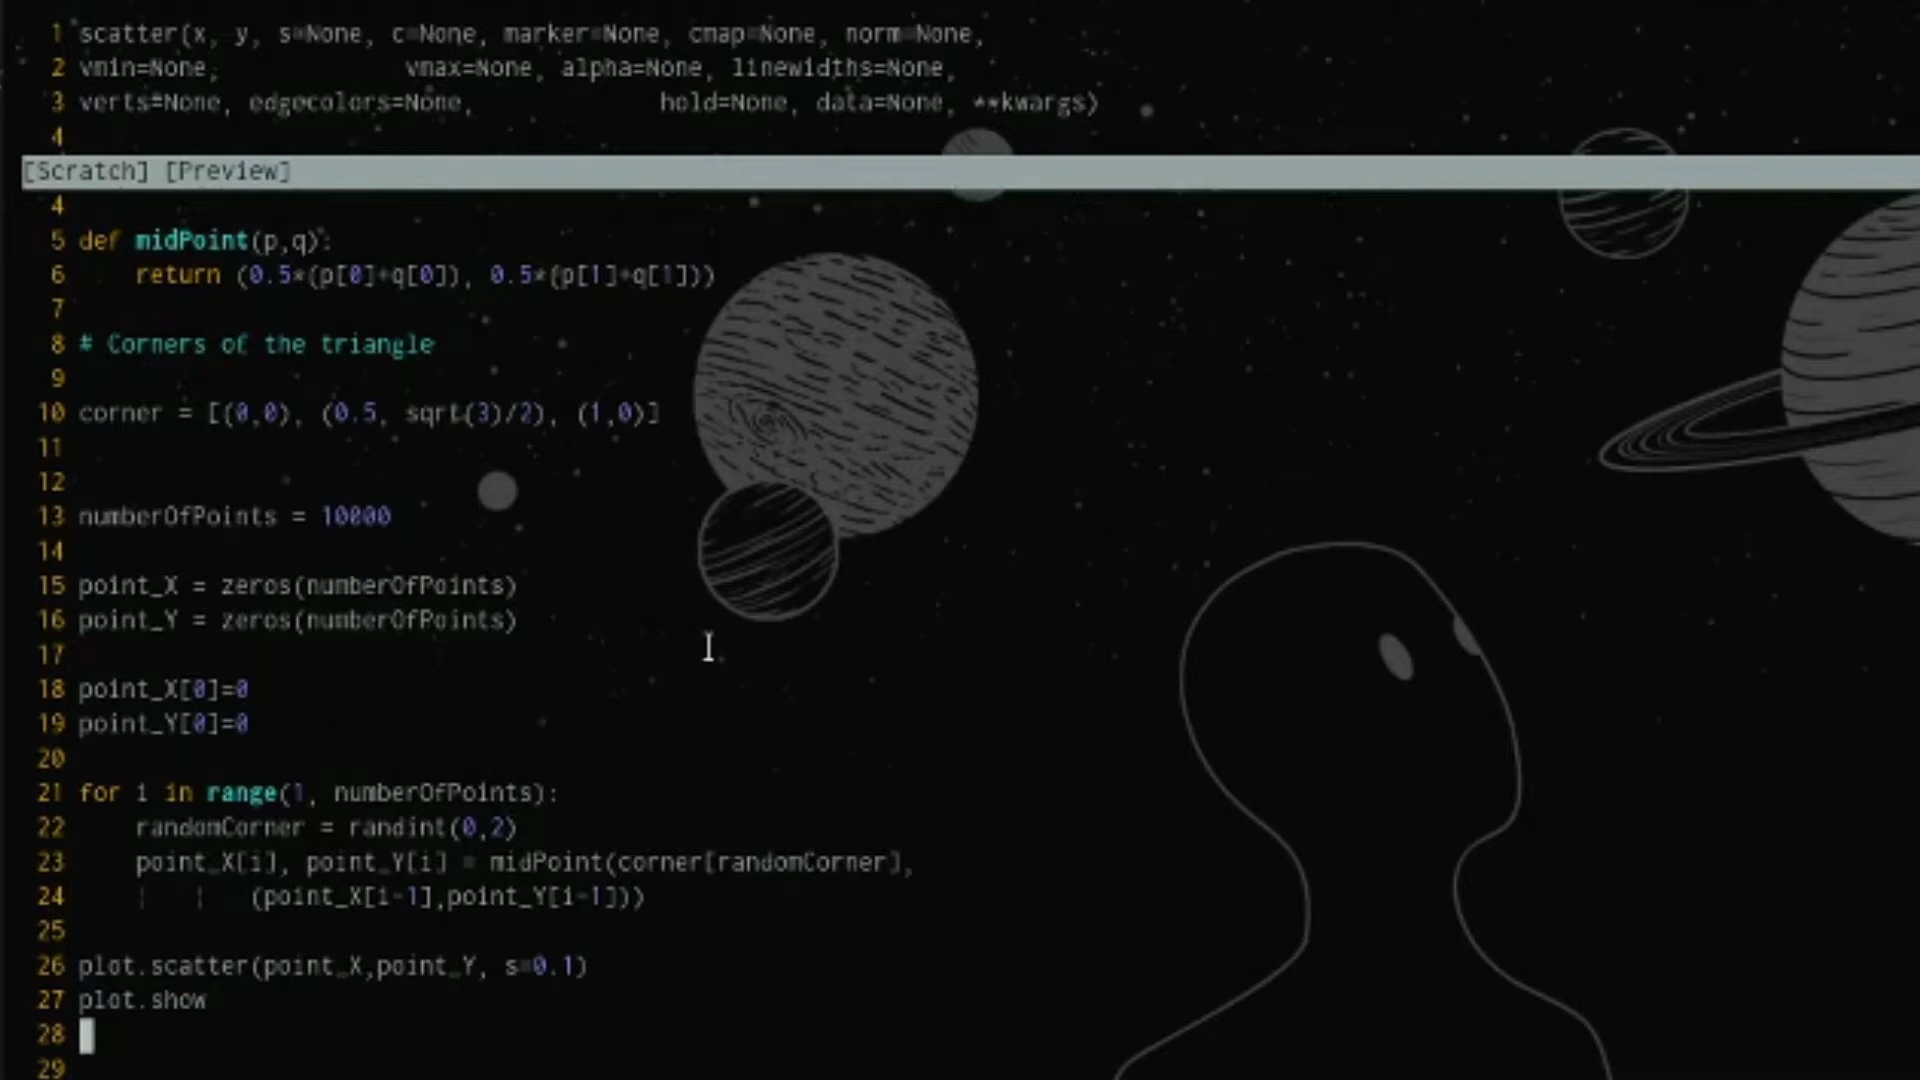 1 scatter(x, y, s=None, c=None, marker=None, cmap=None, norm=None,
2 vmin=None, vmax=None, alpha=None, linewidths=None,
3 verts=None, edgecolors=None, hold=None, data=None, **kwargs)
4
[Scratch] [Preview]
4
5 def midPoint(p,q):
6 return (0.5*(p[0]+q[0]), 0.5*(p[1]+q[1]))
7
8 # Corners of the triangle
9
10 corner = [(0,0), (0.5, sqrt(3)/2), (1,0)]
11
12
13 numberOfPoints = 10000
14
15 point_X = zeros(numberOfPoints)
16 point_Y = zeros(numberOfPoints)
17
18 point_X[0]=0
19 point_Y[0]=0
20
21 for i in range(1, numberOfPoints):
22 randomCorner = randint(0,2)
23 point_X[i], point_Y[i] = midPoint(corner[randomCorner],
24 (point_X[i-1],point_Y[i-1]))
25
26 plot.scatter(point_X,point_Y, s=0.1)
27 plot.show
28
29